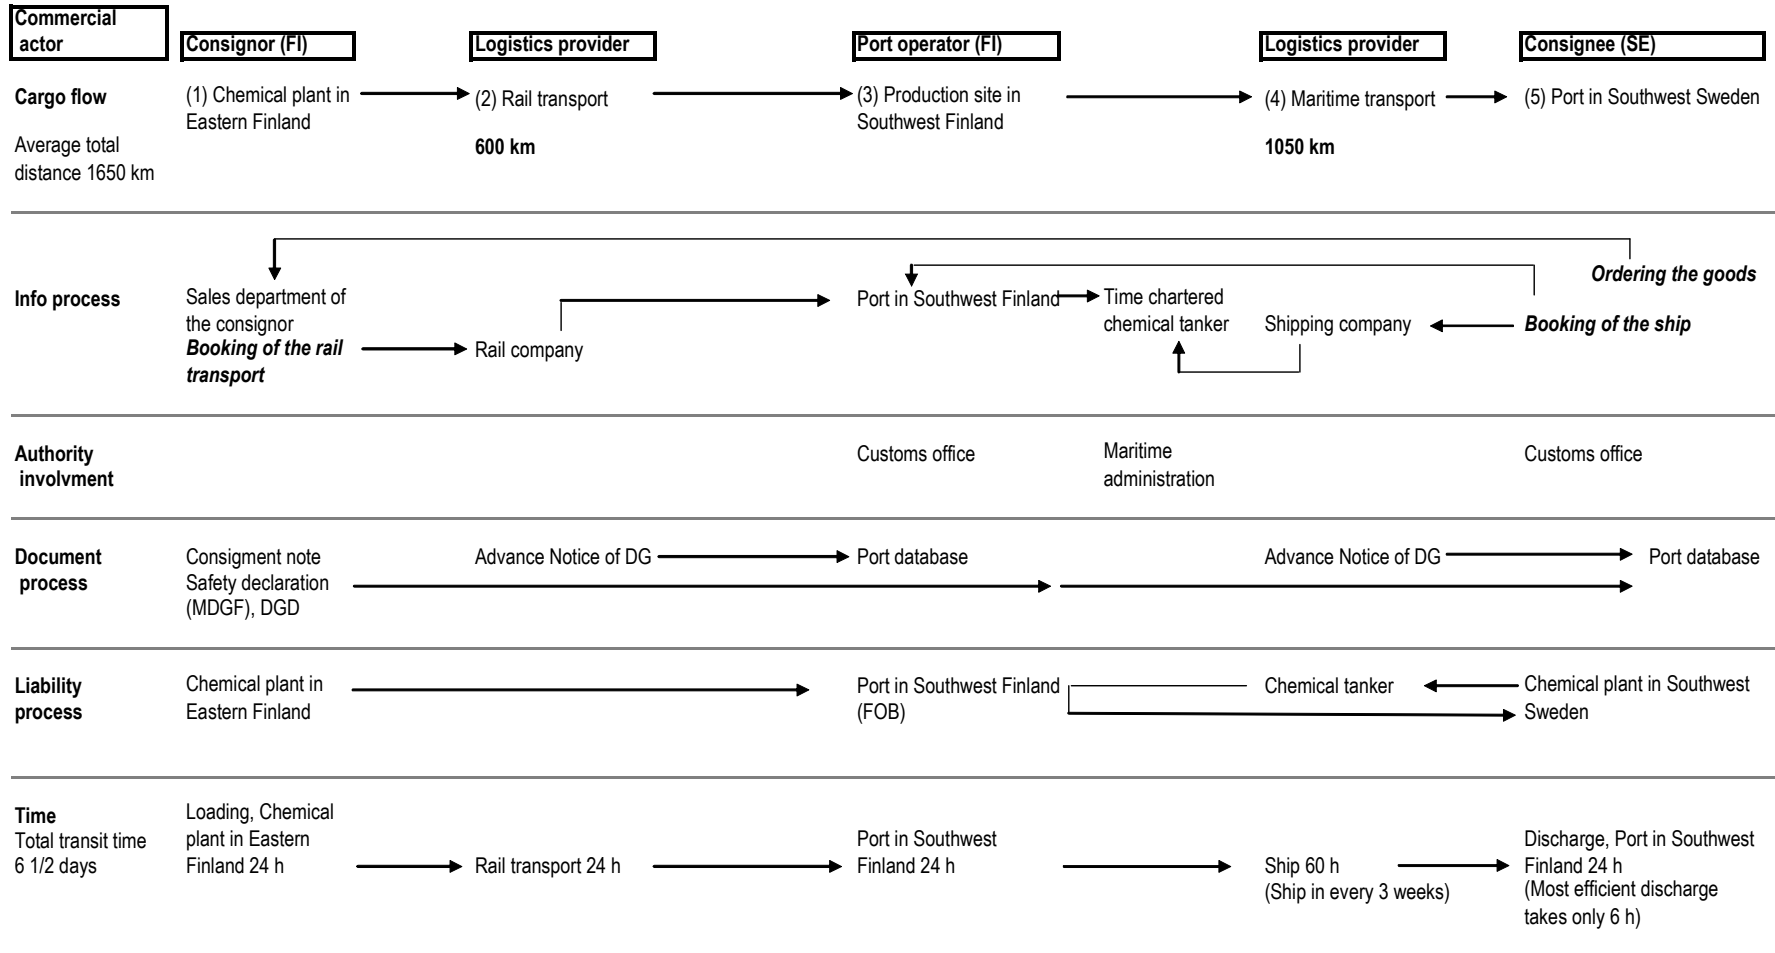 Commercial
actor
Consignor (FI)
Logistics provider
Port operator (FI)
Logistics provider
Consignee (SE)
Cargo flow
Average total
distance 1650 km
(1) Chemical plant in
Eastern Finland
(2) Rail transport
600 km
(3) Production site in
Southwest Finland
(4) Maritime transport
1050 km
(5) Port in Southwest Sweden
Info process
Sales department of
the consignor
Booking of the rail
transport
Rail company
Port in Southwest Finland
Time chartered
chemical tanker
Shipping company
Ordering the goods
Booking of the ship
Authority
involvment
Customs office
Maritime
administration
Customs office
Document
process
Consigment note
Safety declaration
(MDGF), DGD
Advance Notice of DG
Port database
Advance Notice of DG
Port database
Liability
process
Chemical plant in
Eastern Finland
Port in Southwest Finland
(FOB)
Chemical tanker
Chemical plant in Southwest
Sweden
Time
Total transit time
6 1/2 days
Loading, Chemical
plant in Eastern
Finland 24 h
Rail transport 24 h
Port in Southwest
Finland 24 h
Ship 60 h
(Ship in every 3 weeks)
Discharge, Port in Southwest
Finland 24 h
(Most efficient discharge
takes only 6 h)